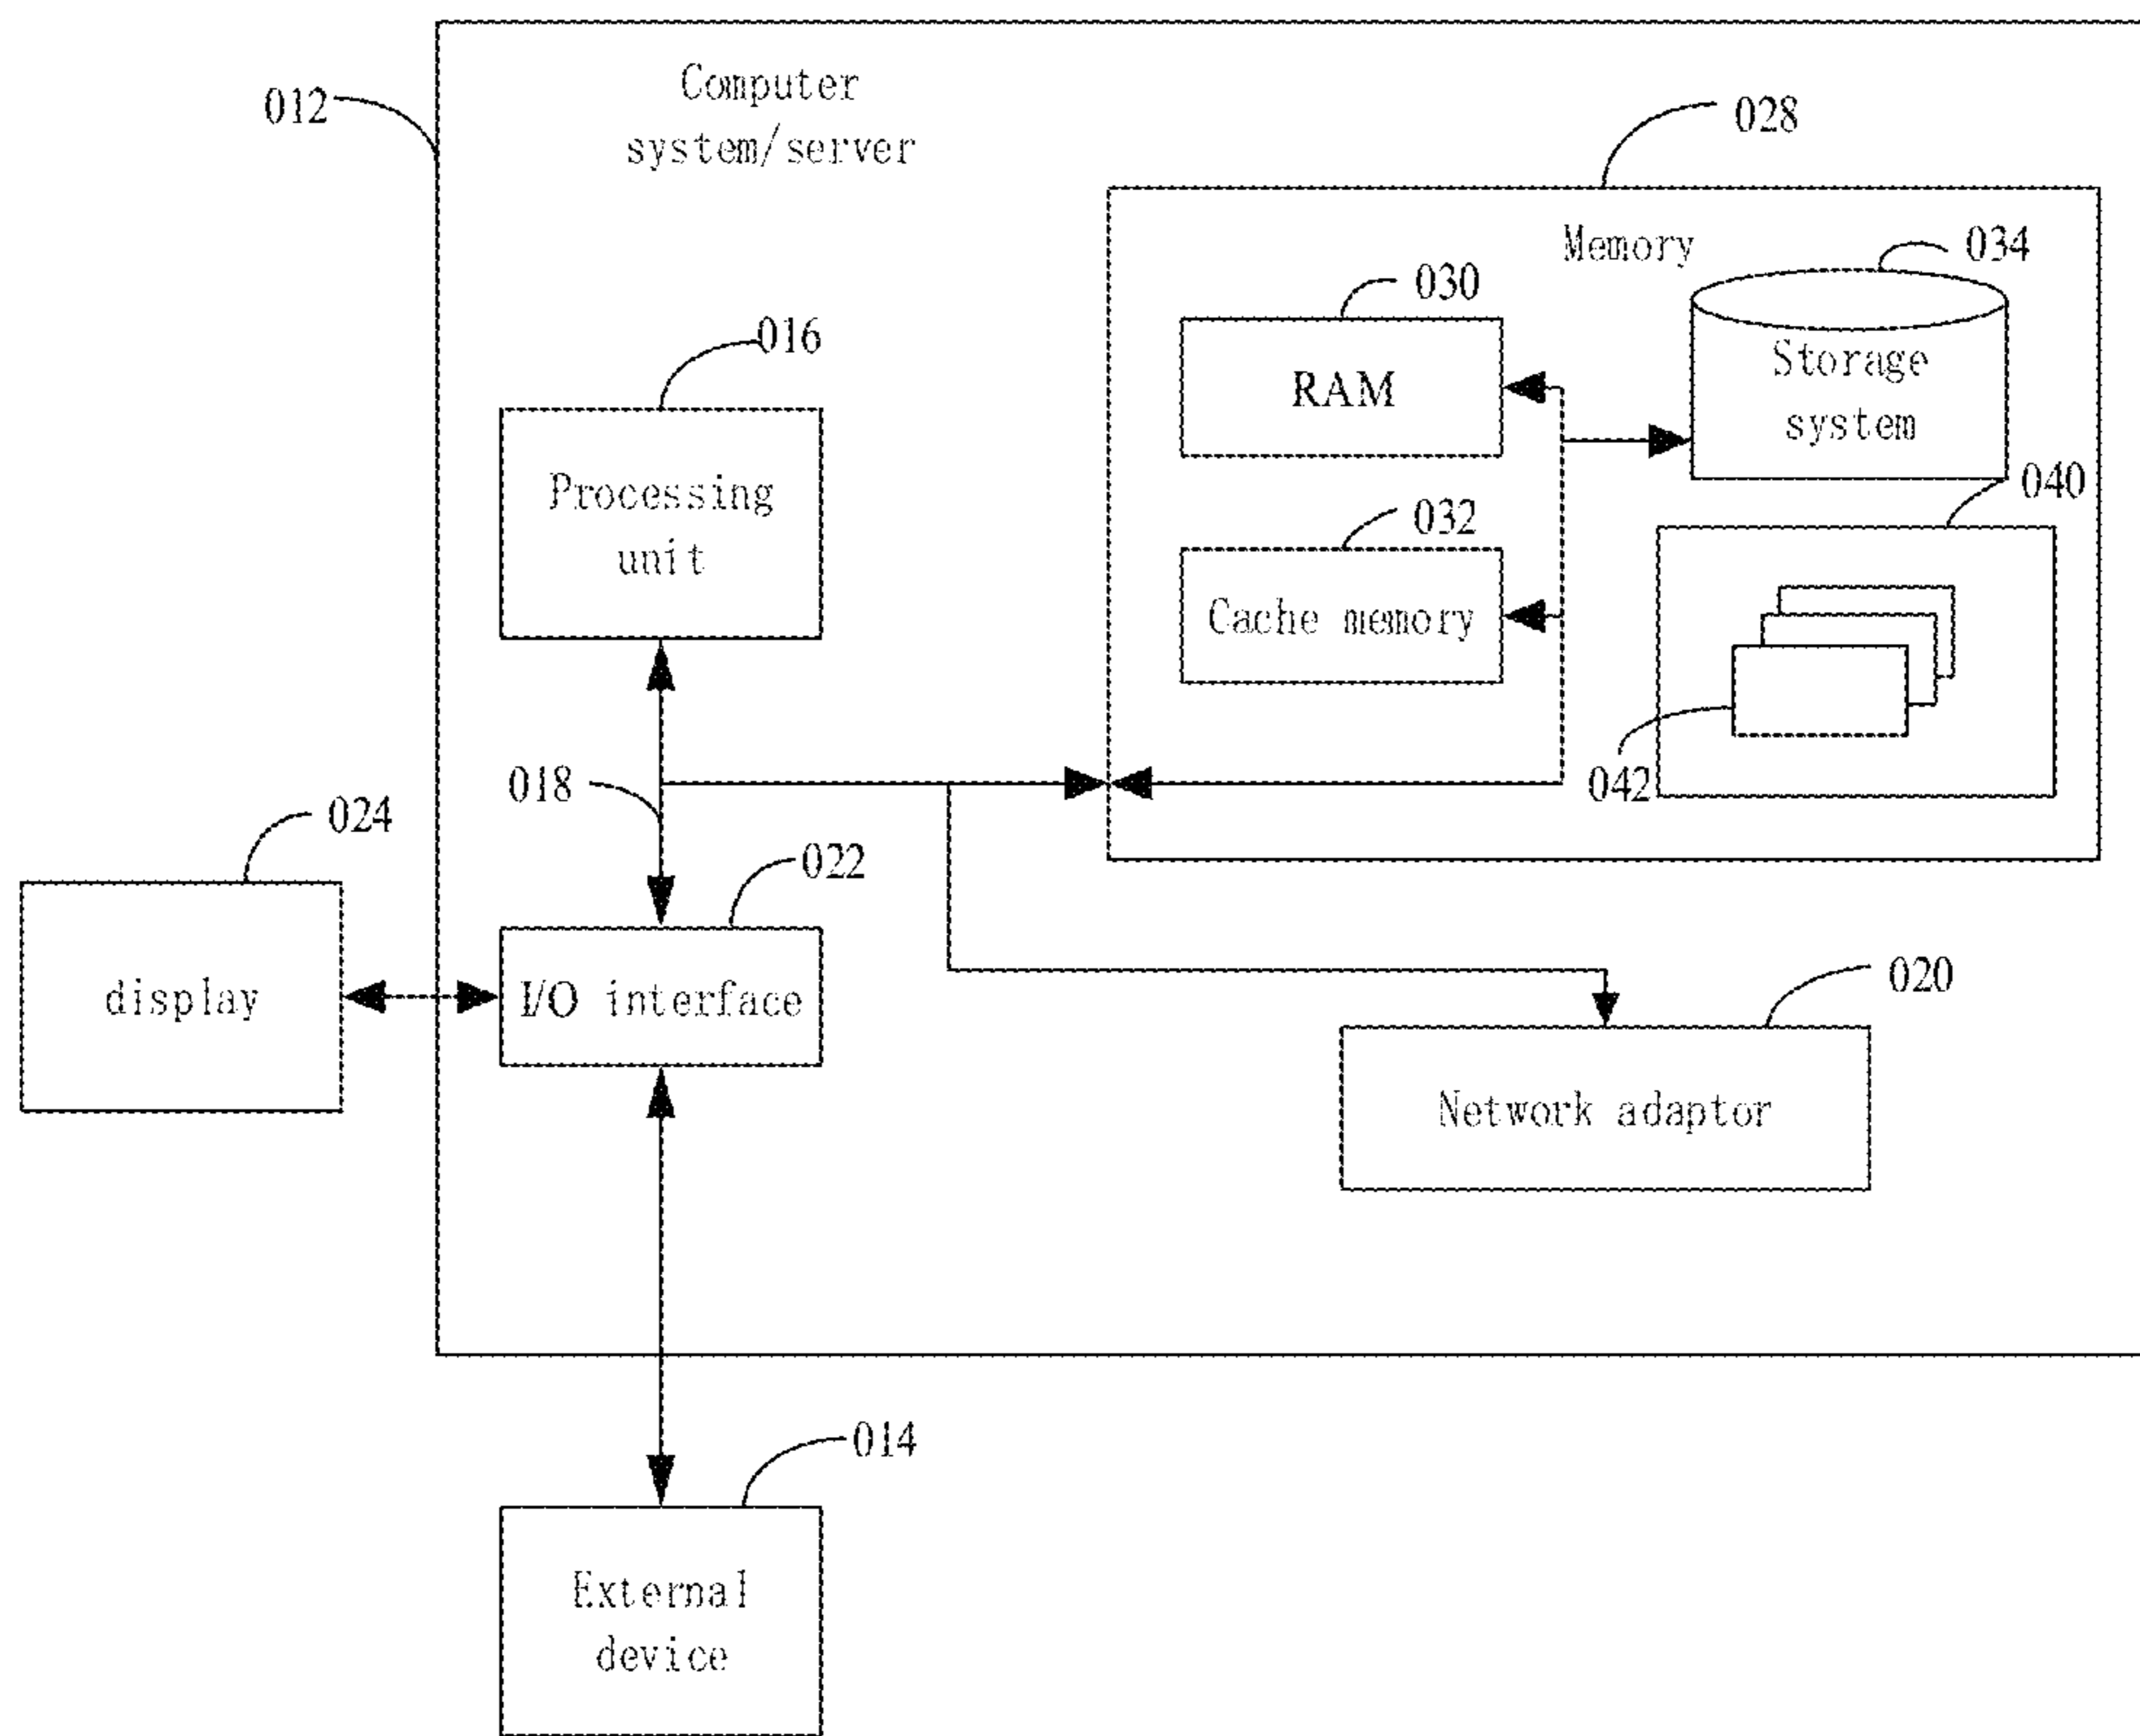 Computer
system/server
012
028
Memory
034
030
016
RAM
Storage
system
Processing
unit
032
040
Cache memory
018
042
024
022
display
I/O interface
020
Network adaptor
014
External
device